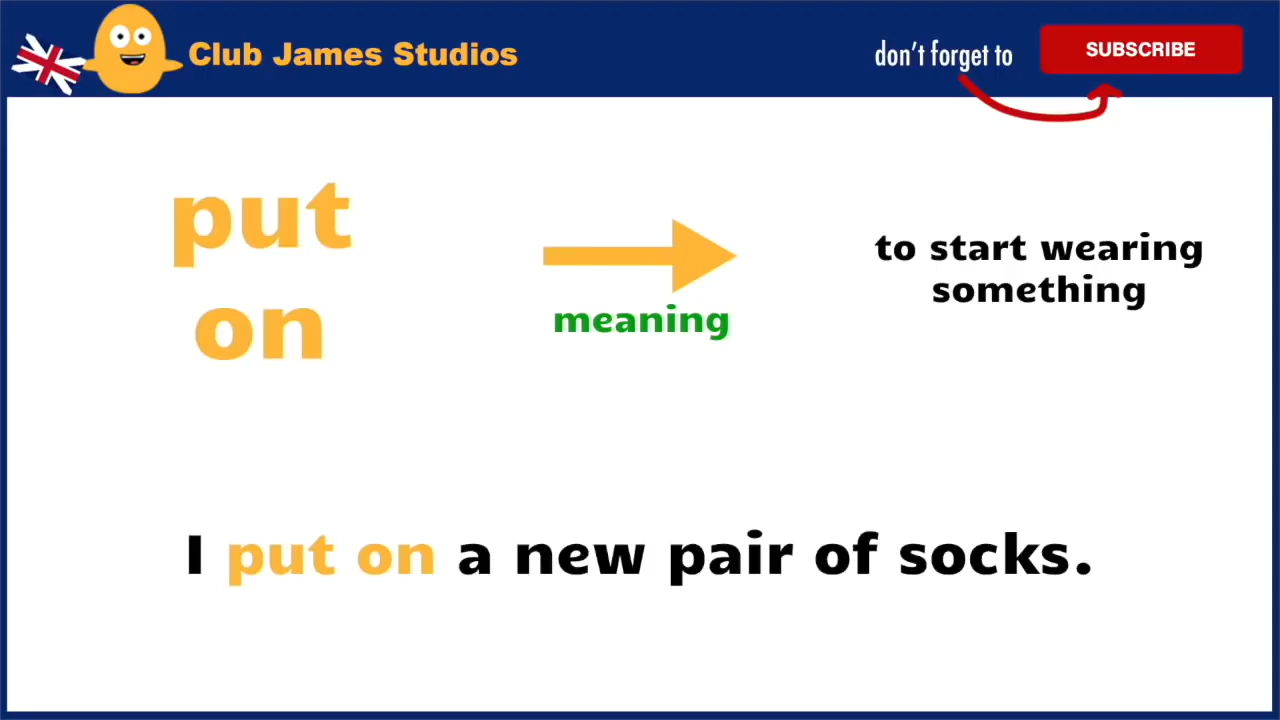 Club James Studios
don't forget to
SUBSCRIBE
put
on
meaning
to start wearing
something
I put on a new pair of socks.